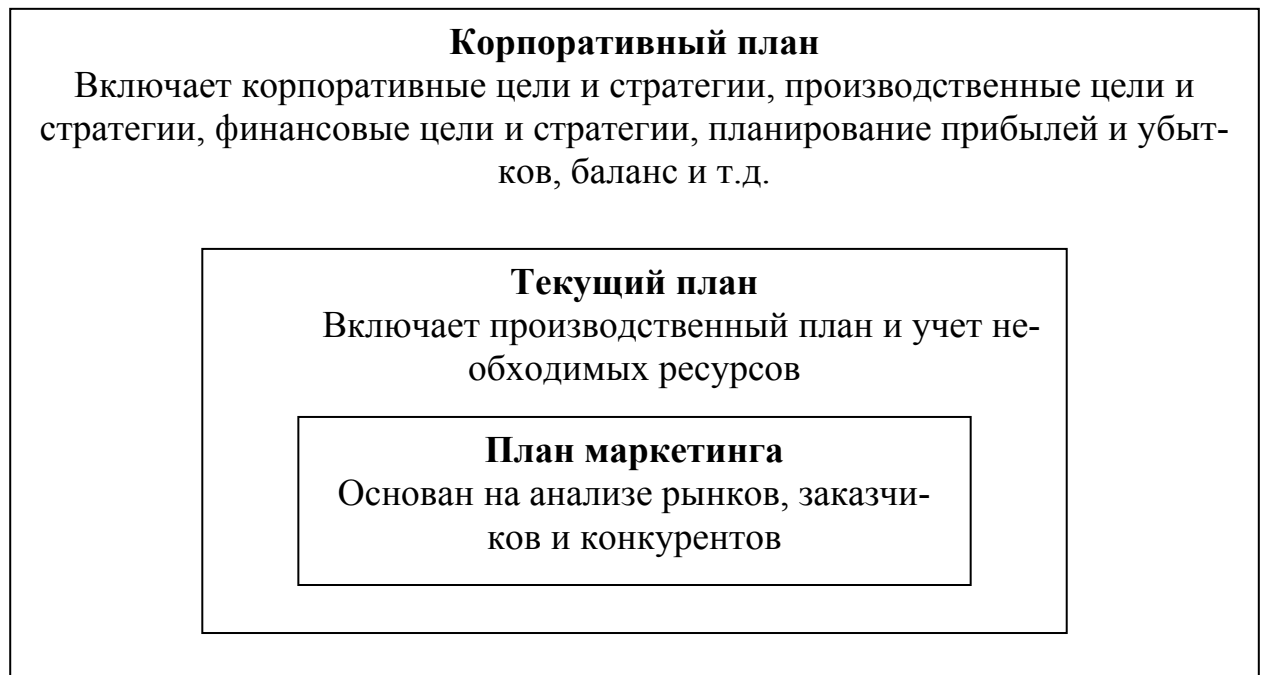 Корпоративный план
Включает корпоративные цели и стратегии, производственные цели и
стратегии, финансовые цели и стратегии, планирование прибылей и убыт-
ков, баланс и т.д.
Текущий план
Включает производственный план и учет не-
обходимых ресурсов
План маркетинга
Основан на анализе рынков, заказчи-
ков и конкурентов